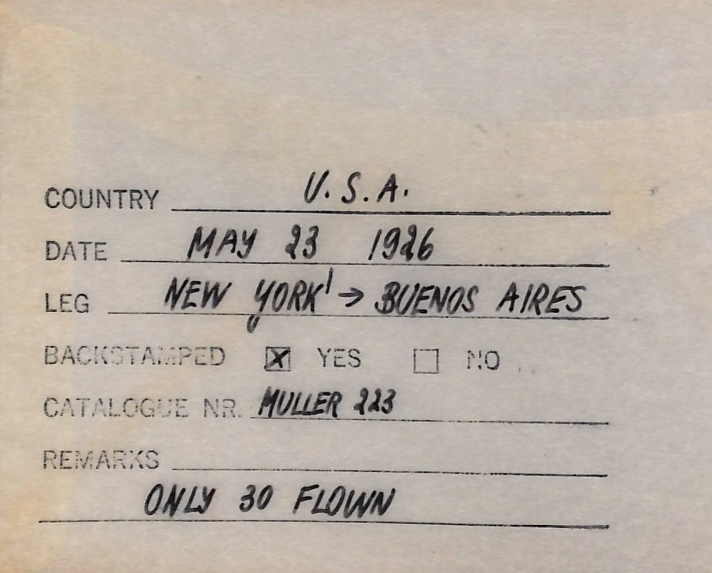 COUNTRY U.S.A.
DATE MAY 23 1926
LEG NEW YORK → BUENOS AIRES
BACKSTAMPED ☒ YES ☐ NO
CATALOGUE NR. MULLER 223
REMARKS
ONLY 30 FLOWN